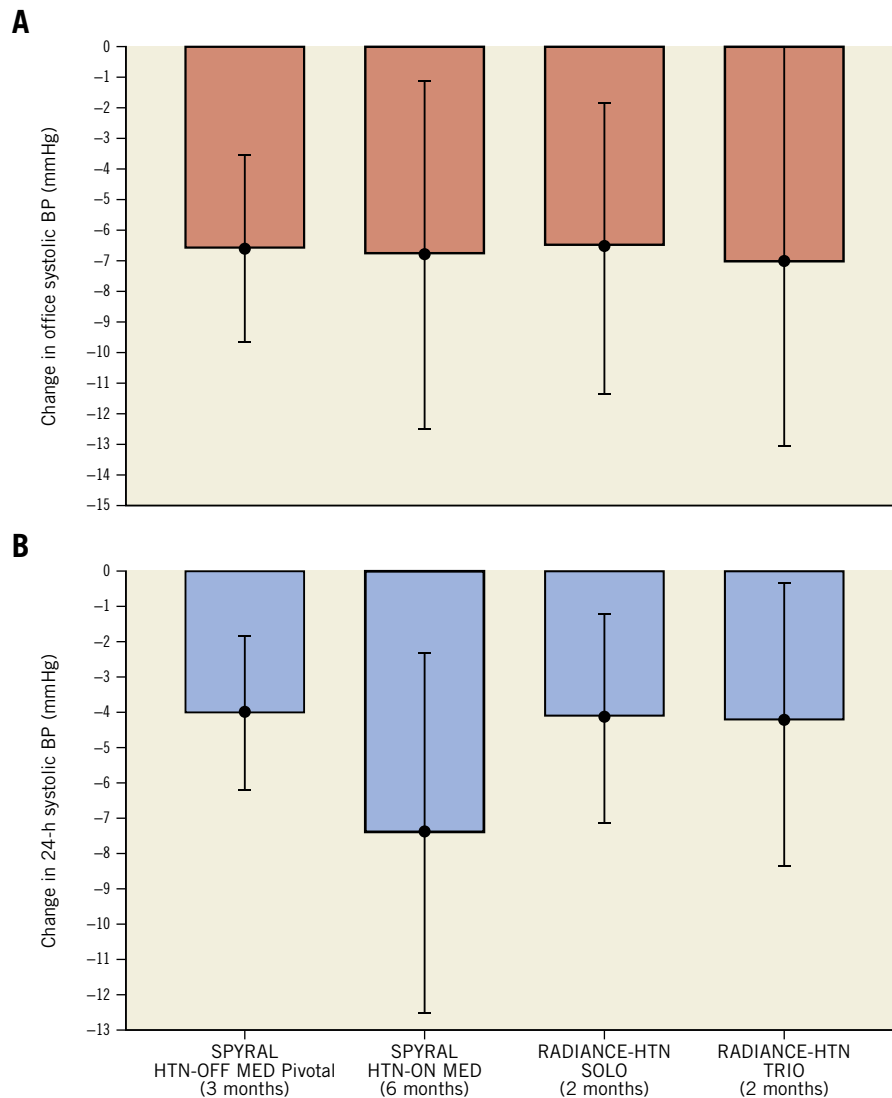 A
0
–1
–2
–3
–4
–5
–6
–7
–8
–9
–10
–11
–12
–13
–14
–15
Change in office systolic BP (mmHg)
B
0
–1
–2
–3
–4
–5
–6
–7
–8
–9
–10
–11
–12
–13
Change in 24-h systolic BP (mmHg)
SPYRAL
HTN-OFF MED Pivotal
(3 months)
SPYRAL
HTN-ON MED
(6 months)
RADIANCE-HTN
SOLO
(2 months)
RADIANCE-HTN
TRIO
(2 months)